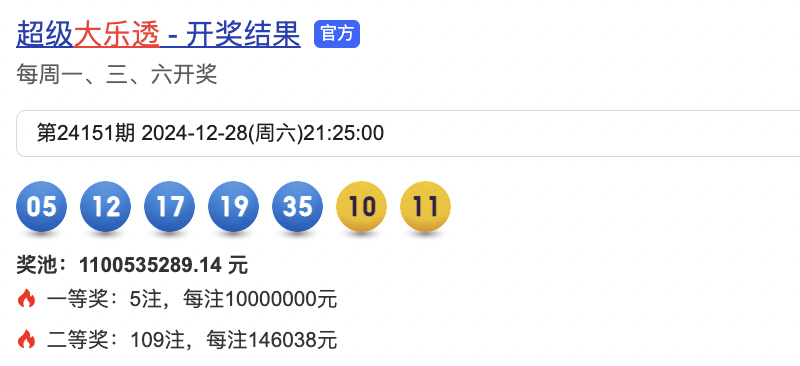 超级大乐透 - 开奖结果 官方
每周一、三、六开奖
第24151期 2024-12-28(周六)21:25:00
05 12 17 19 35 10 11
奖池：1100535289.14 元
一等奖：5注，每注10000000元
二等奖：109注，每注146038元